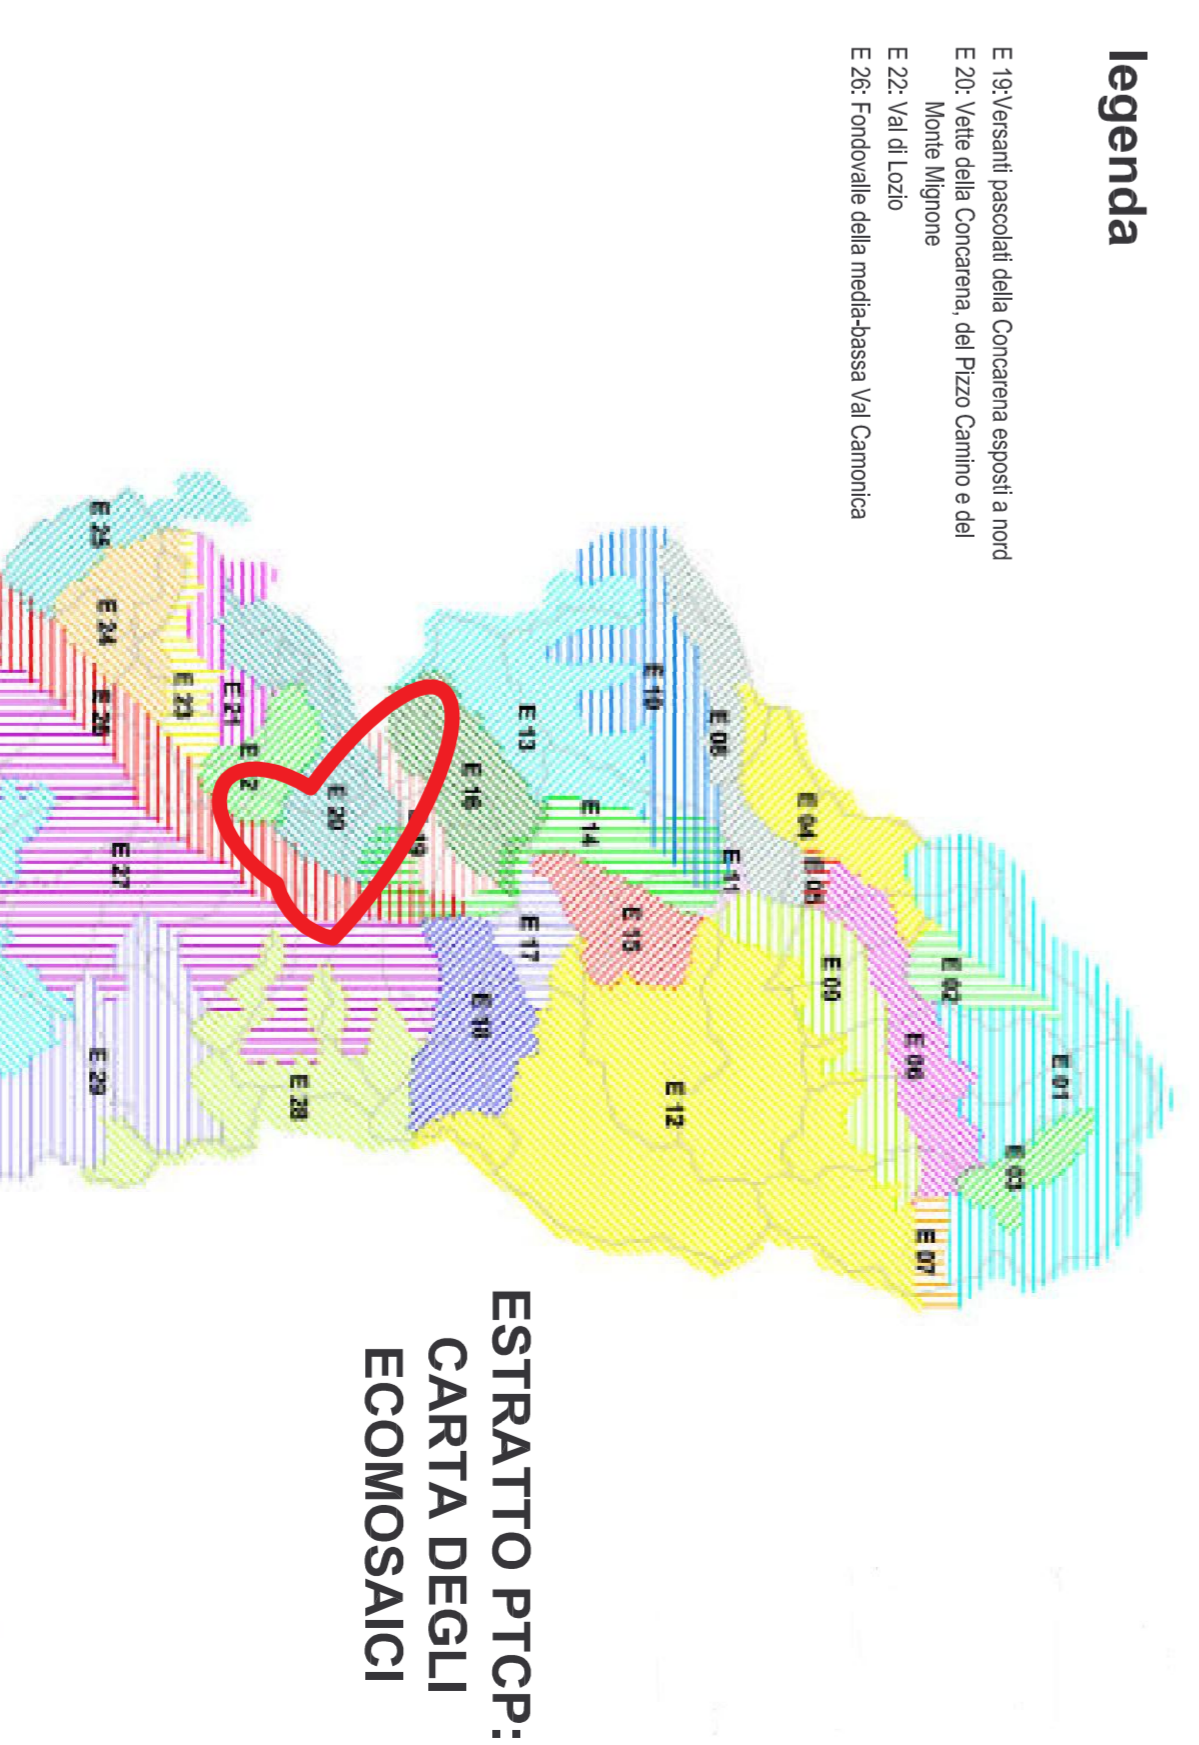 legenda
E 19:Versanti pascolati della Concarena esposti a nord
E 20: Vette della Concarena, del Pizzo Camino e del
Monte Mignone
E 22: Val di Lozio
E 26: Fondovalle della media-bassa Val Camonica
E 01
E 03
E 02
E 07
E 06
E 09
E 05
E 04
E 11
E 08
E 12
E 10
E 15
E 14
E 17
E 13
E 18
E 16
19
E 20
E 28
E 2
E 21
E 23
E 27
E 24
E 26
E 25
E 29
ESTRATTO PTCP:
CARTA DEGLI
ECOMOSAICI